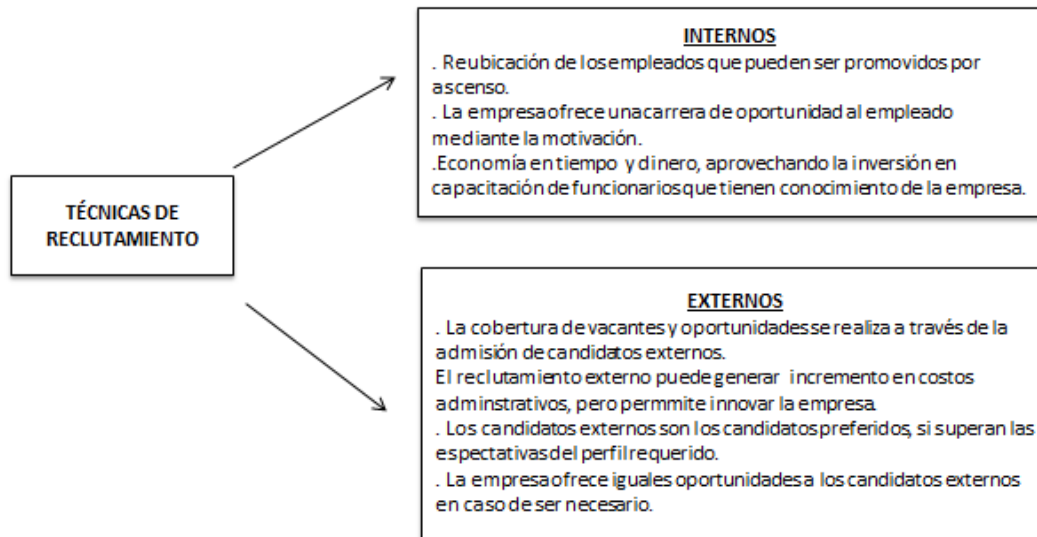 TÉCNICAS DE
RECLUTAMIENTO
INTERNOS
. Reubicación de los empleados que pueden ser promovidos por
ascenso.
. La empresa ofrece una carrera de oportunidad al empleado
mediante la motivación.
.Economía en tiempo y dinero, aprovechando la inversión en
capacitación de funcionarios que tienen conocimiento de la empresa.
EXTERNOS
. La cobertura de vacantes y oportunidades se realiza a través de la
admisión de candidatos externos.
El reclutamiento externo puede generar incremento en costos
adminstrativos, pero permmite innovar la empresa.
. Los candidatos externos son los candidatos preferidos, si superan las
espectativas del perfil requerido.
. La empresa ofrece iguales oportunidades a los candidatos externos
en caso de ser necesario.